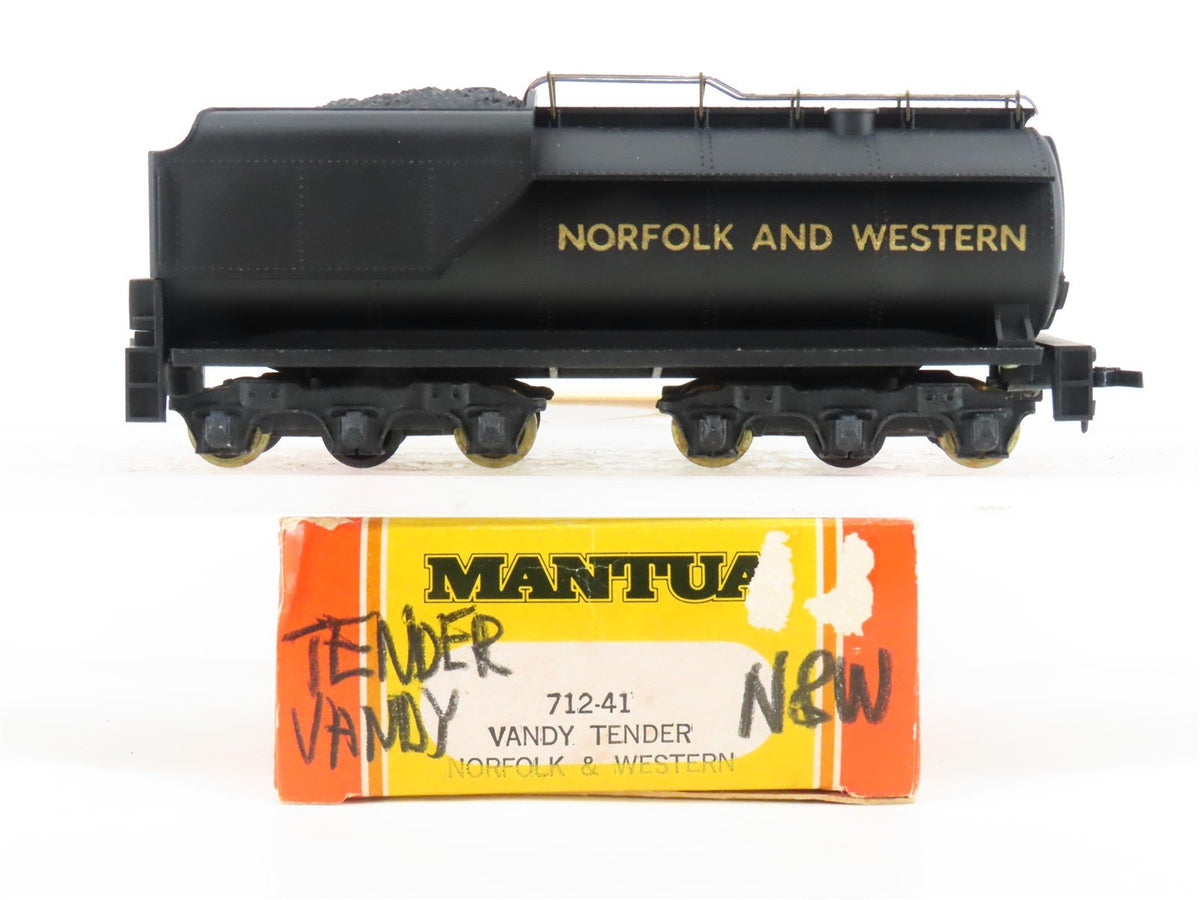 NORFOLK AND WESTERN
MANTUA
TENDER
VANDY
N&W
712-41
VANDY TENDER
NORFOLK & WESTERN